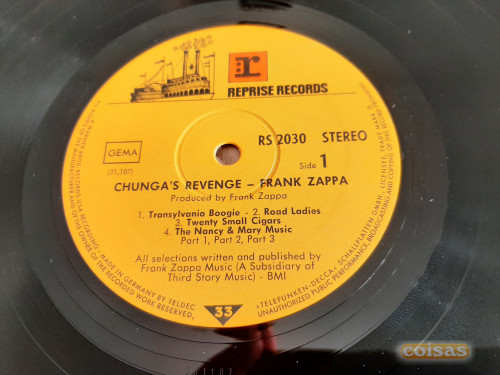 REPRISE RECORDS
GEMA
(11,107)
RS 2030 STEREO
Side 1
CHUNGA'S REVENGE – FRANK ZAPPA
Produced by Frank Zappa
1. Transylvania Boogie - 2. Road Ladies
3. Twenty Small Cigars
4. The Nancy & Mary Music
Part 1, Part 2, Part 3
All selections written and published by
Frank Zappa Music (A Subsidiary of
Third Story Music) - BMI
33
MADE IN GERMANY BY TELDEC
»TELEFUNKEN-DECCA« SCHALLPLATTEN GMBH
UNAUTHORIZED PUBLIC PERFORMANCE, BROADCASTING AND COPYING OF THE RECORD
OF THE RECORDED WORK RESERVED.
coisas